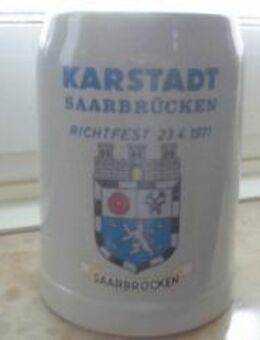 KARSTADT
SAARBRÜCKEN
RICHTFEST 23.4.1971
SAARBRÜCKEN